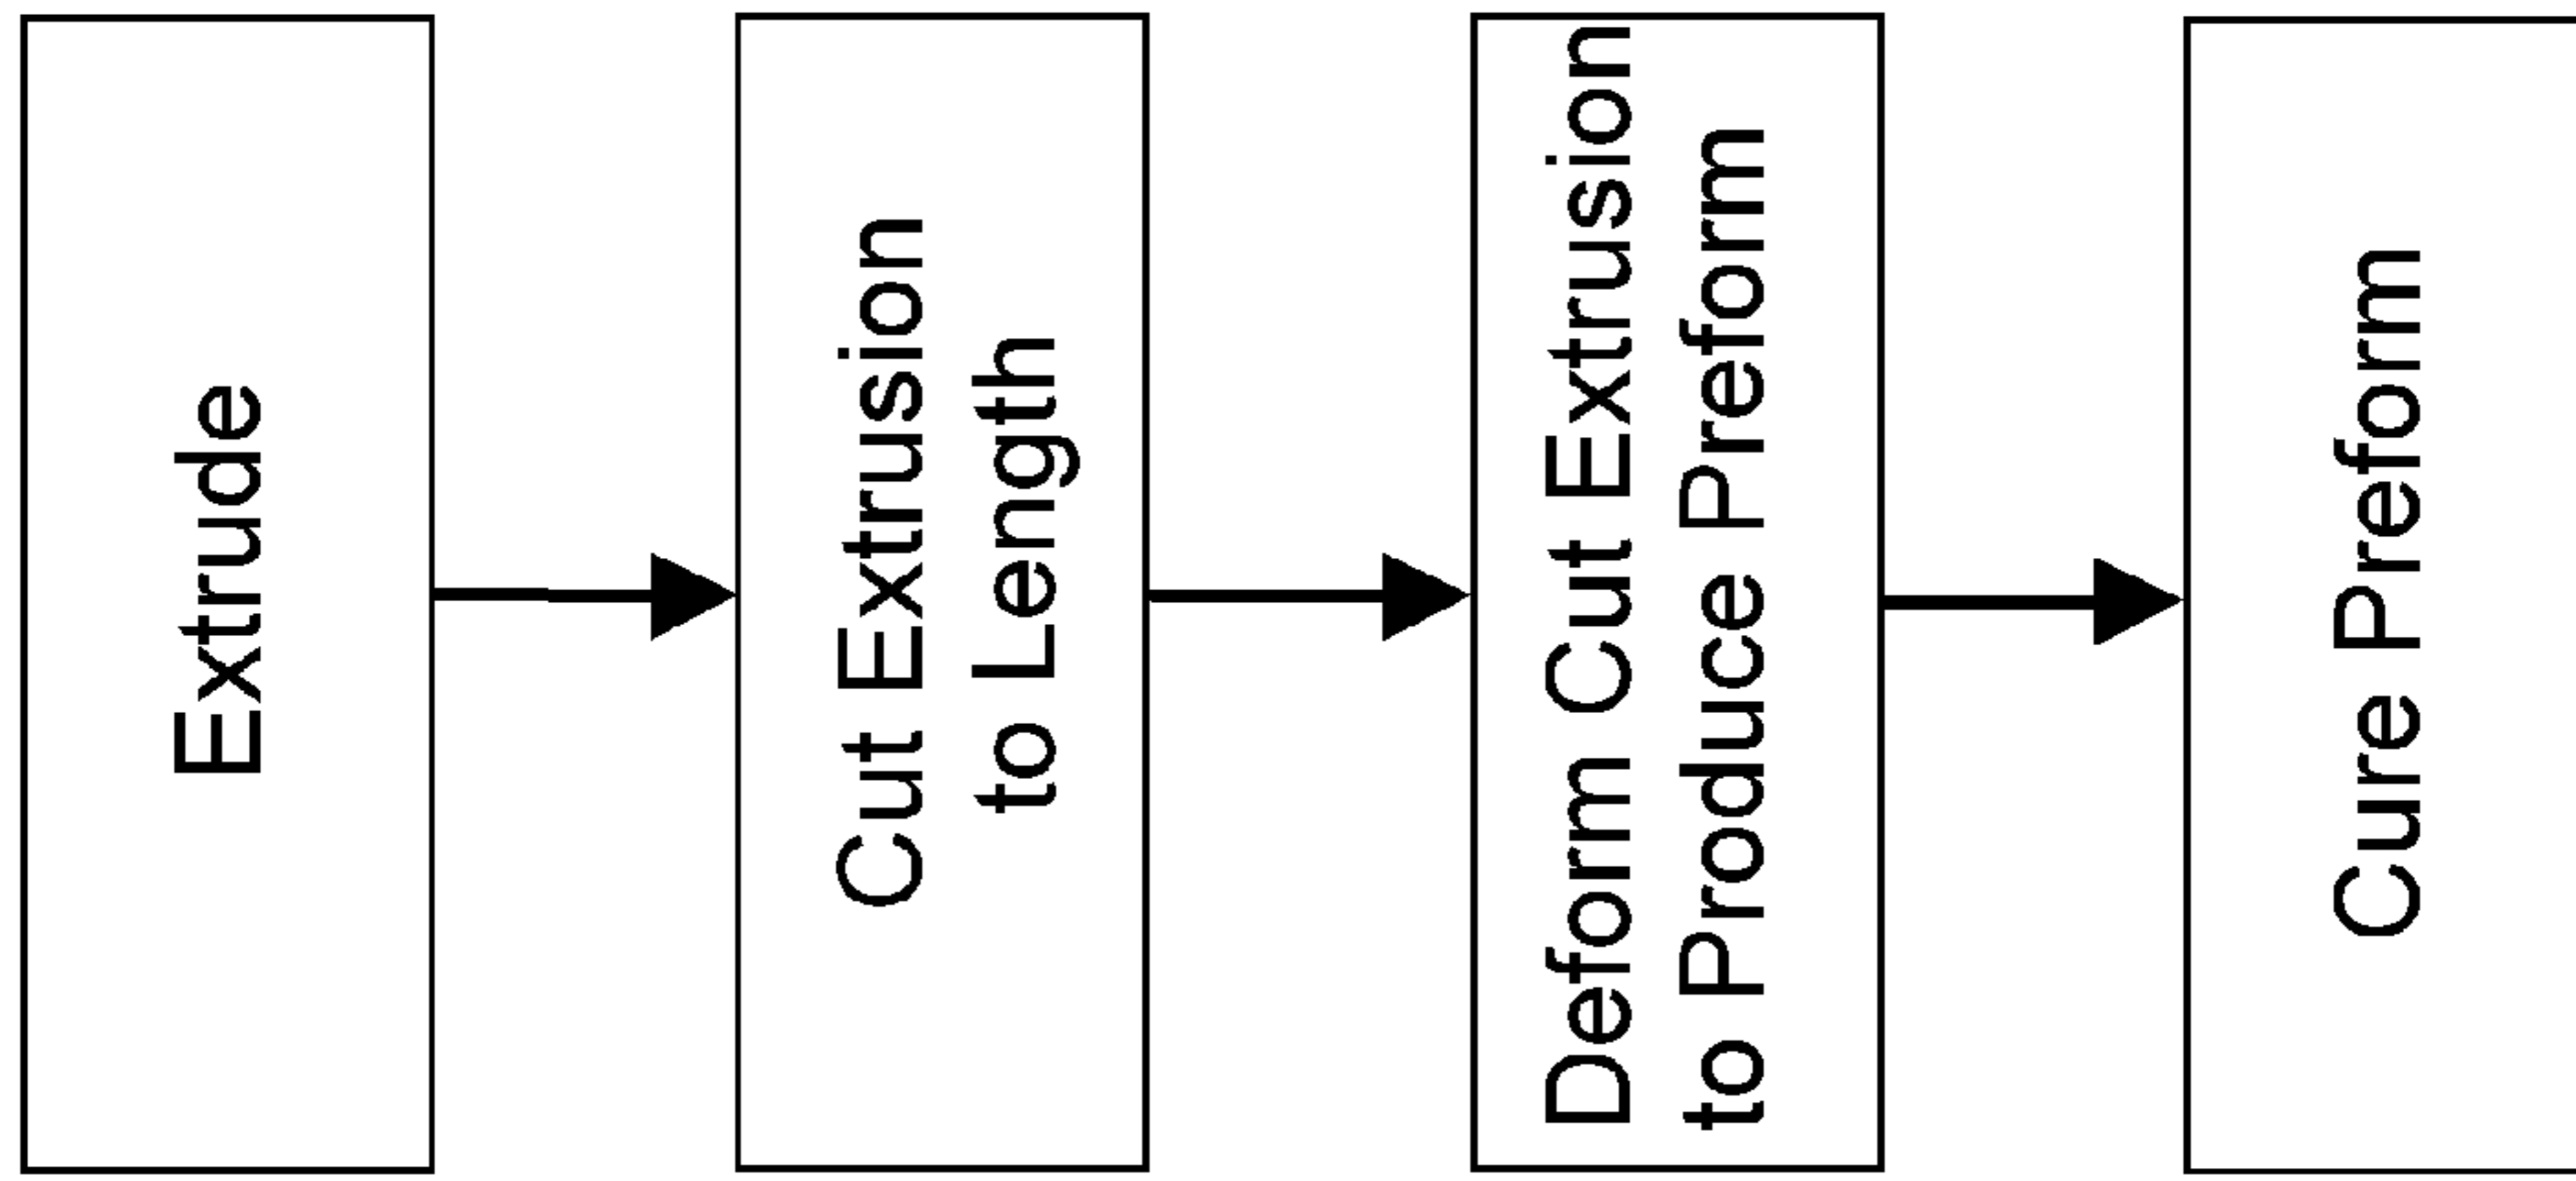 Extrude
Cut Extrusion
to Length
Deform Cut Extrusion
to Produce Preform
Cure Preform